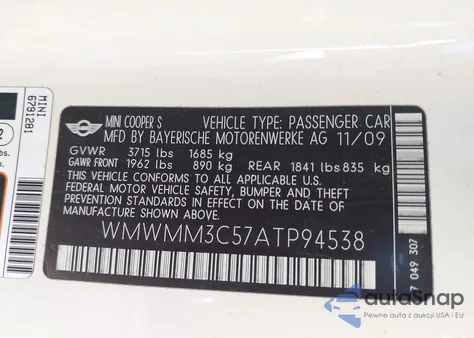 MINI
6791281
2
lbs.
MINI COOPER S VEHICLE TYPE: PASSENGER CAR
MFD BY BAYERISCHE MOTORENWERKE AG 11/09
GVWR 3715 lbs 1685 kg
GAWR FRONT 1962 lbs 890 kg REAR 1841 lbs 835 kg
THIS VEHICLE CONFORMS TO ALL APPLICABLE U.S.
FEDERAL MOTOR VEHICLE SAFETY, BUMPER AND THEFT
PREVENTION STANDARDS IN EFFECT ON THE DATE OF
MANUFACTURE SHOWN ABOVE.
WMWMM3C57ATP94538
7 049 307
autoSnap
Pewne auta z aukcji USA i EU